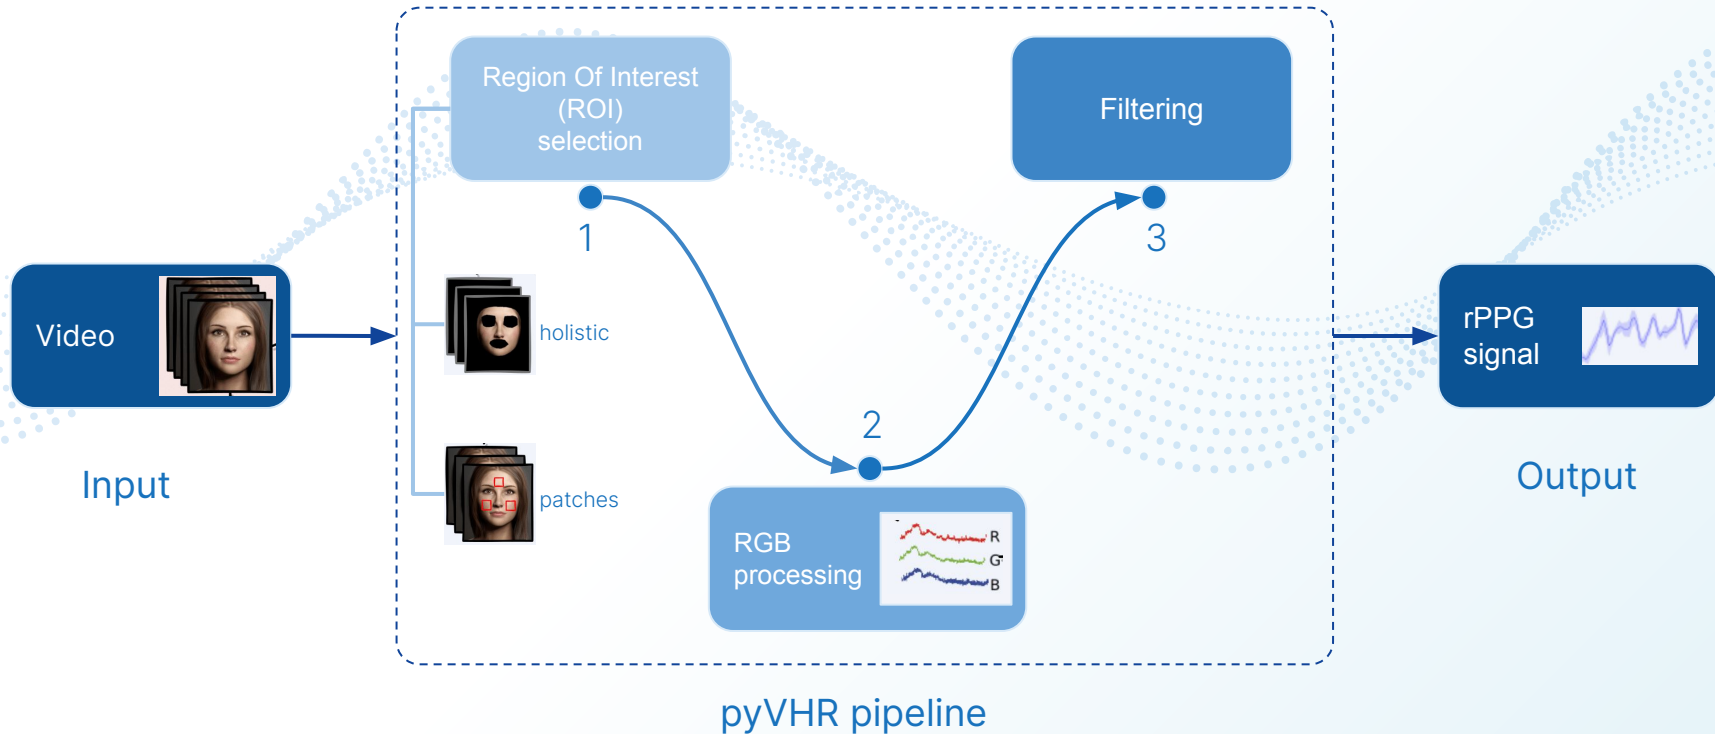 Region Of Interest
(ROI)
selection
Filtering
1
3
Video
holistic
rPPG
signal
2
Input
patches
Output
RGB
processing
R
G
B
pyVHR pipeline